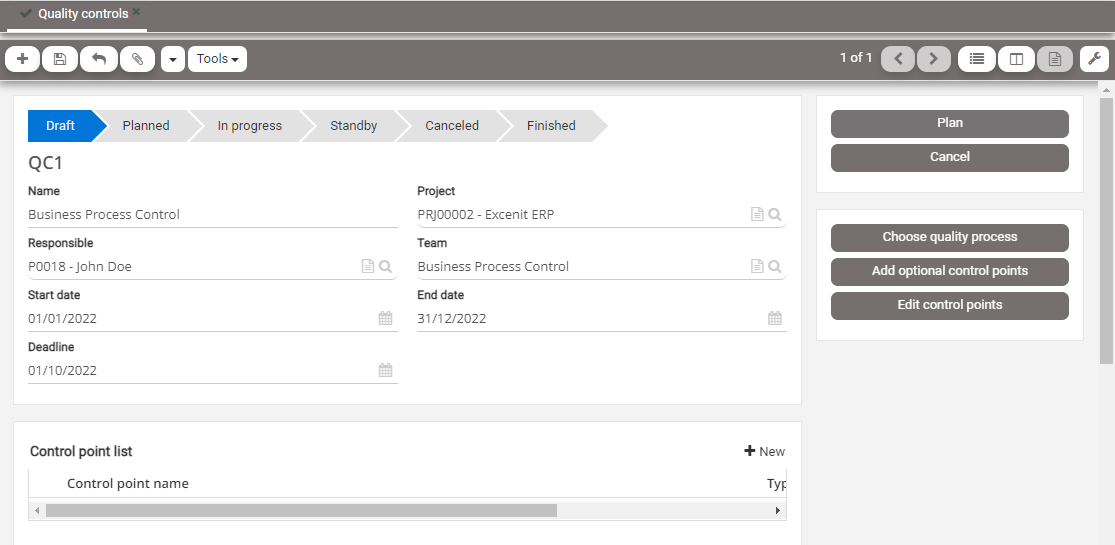 Quality controls
Tools
1 of 1
Draft Planned In progress Standby Canceled Finished
QC1
Name Project
Business Process Control PRJ00002 - Excenit ERP
Responsible Team
P0018 - John Doe Business Process Control
Start date End date
01/01/2022 31/12/2022
Deadline
01/10/2022
Plan
Cancel
Choose quality process
Add optional control points
Edit control points
Control point list New
Control point name Typ